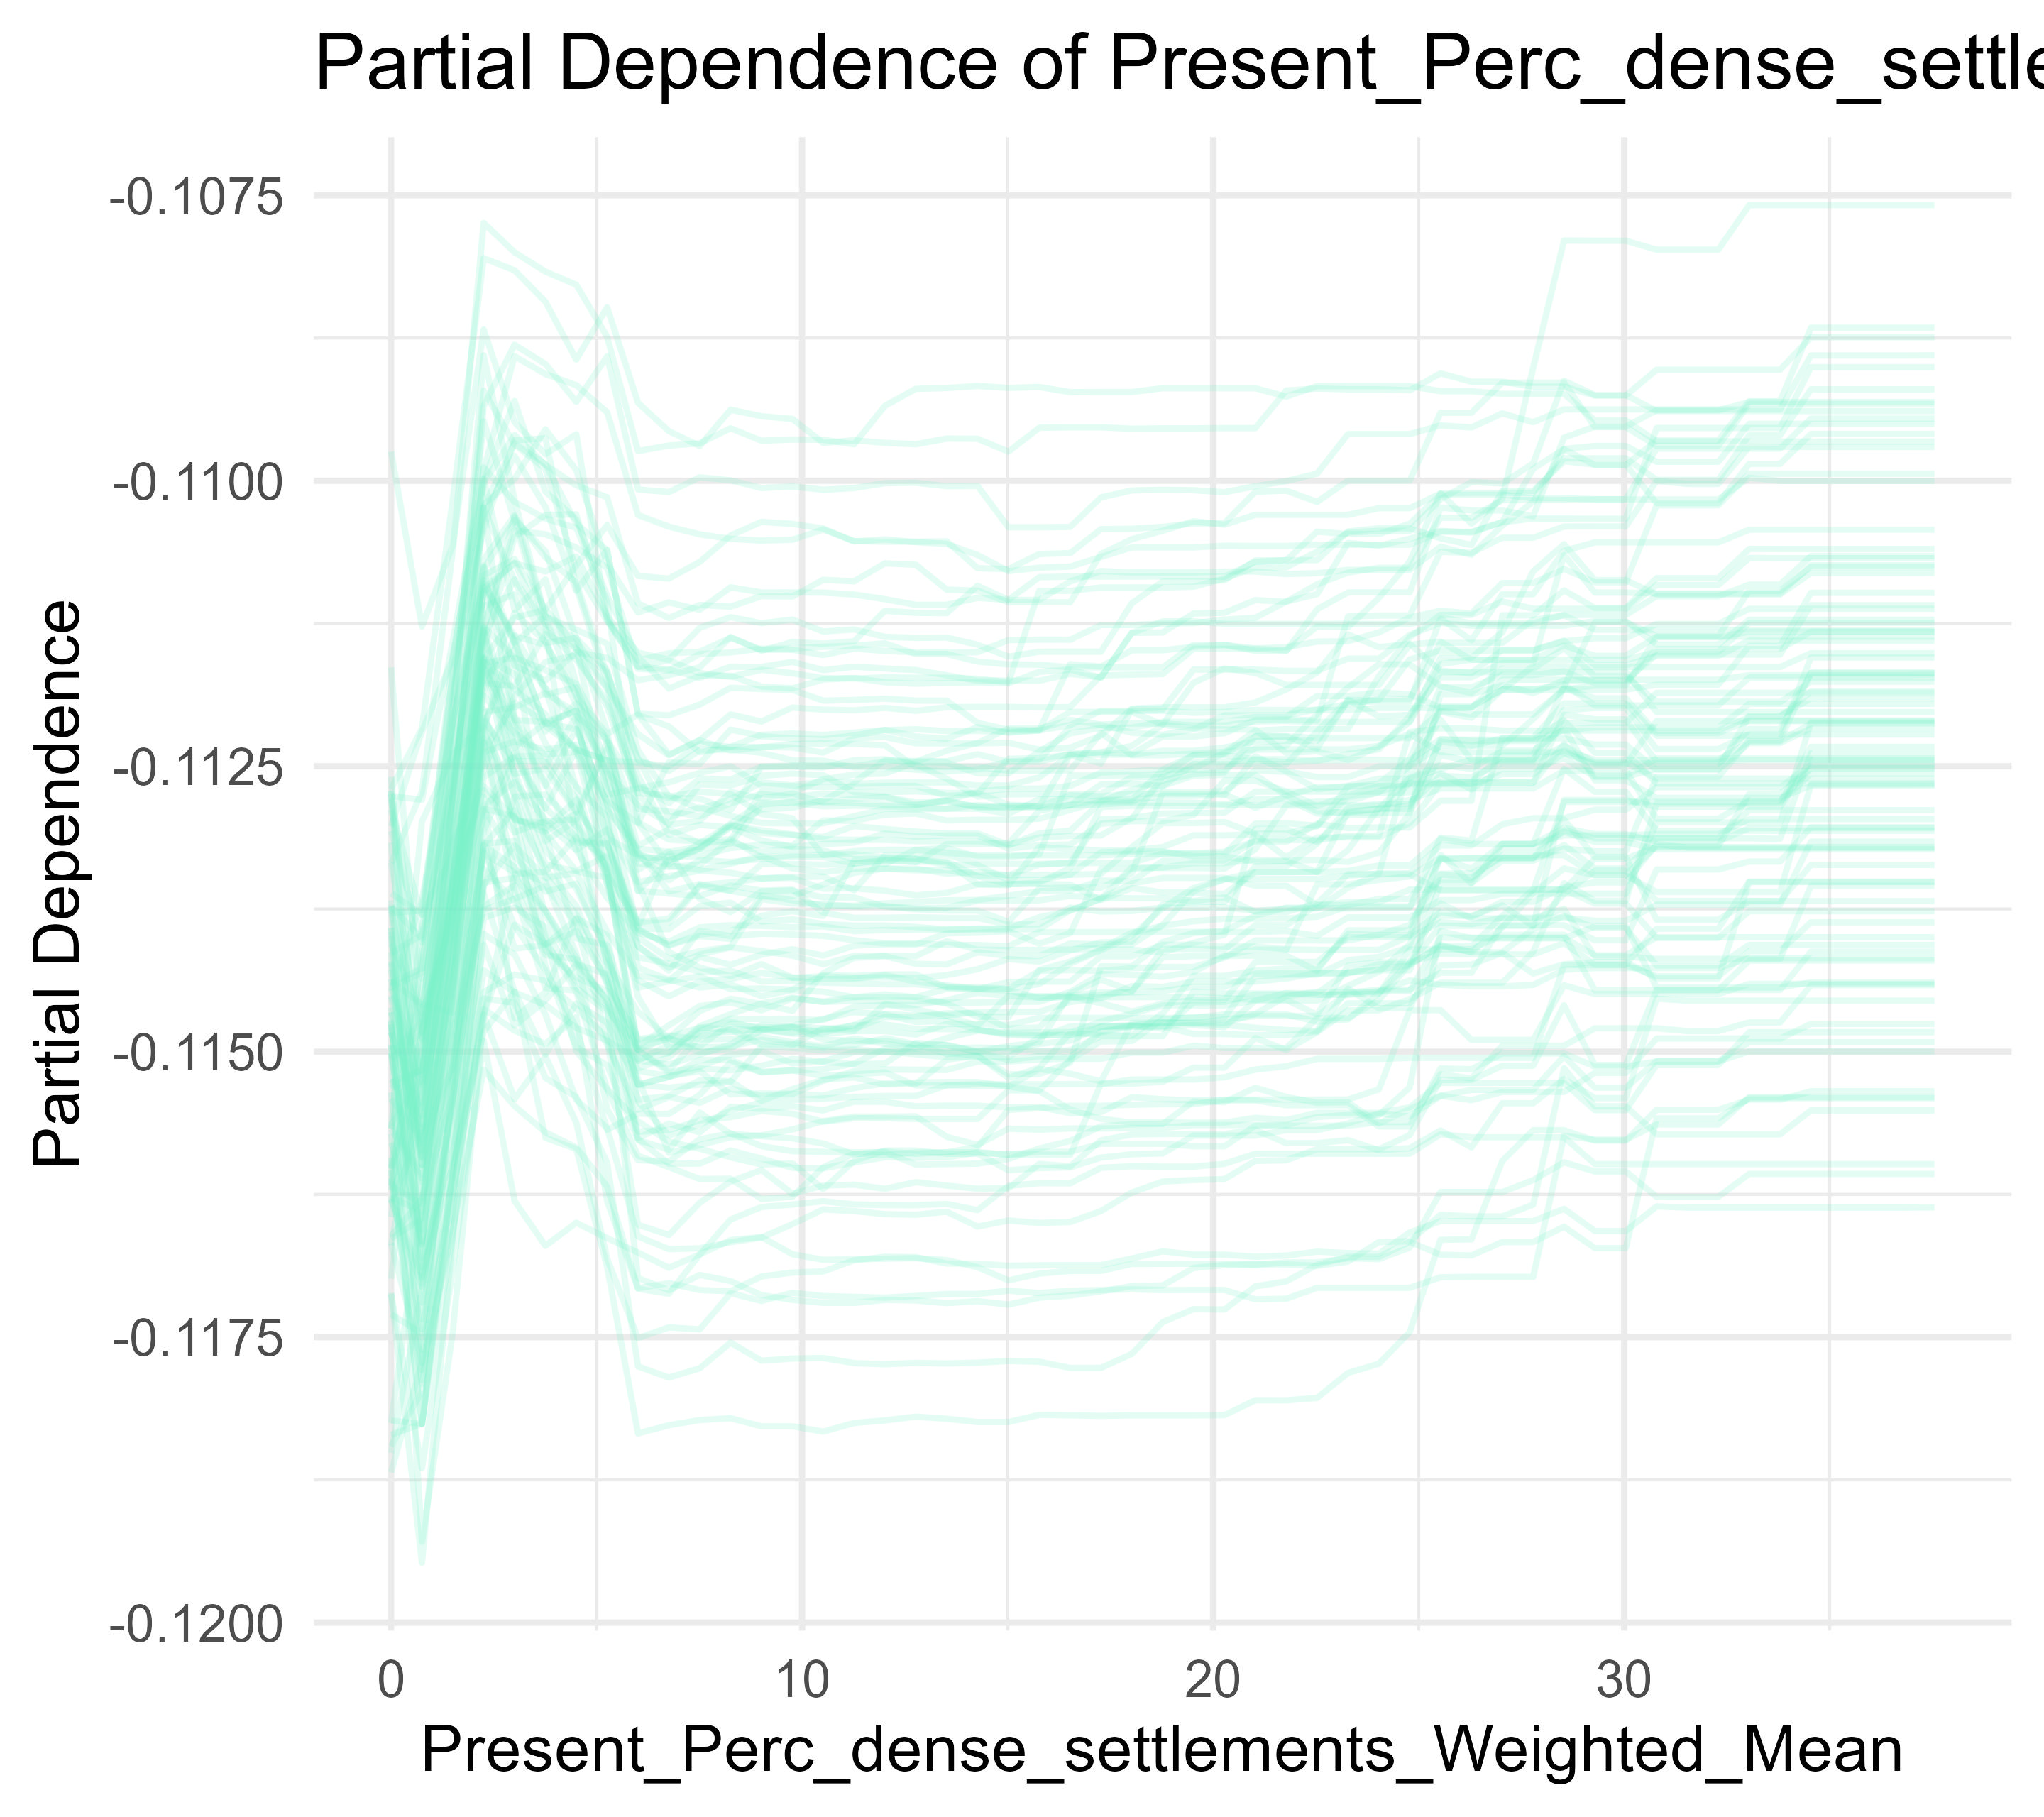 Partial Dependence of Present_Perc_dense_settle
-0.1075
-0.1100
-0.1125
-0.1150
-0.1175
-0.1200
Partial Dependence
0 10 20 30
Present_Perc_dense_settlements_Weighted_Mean